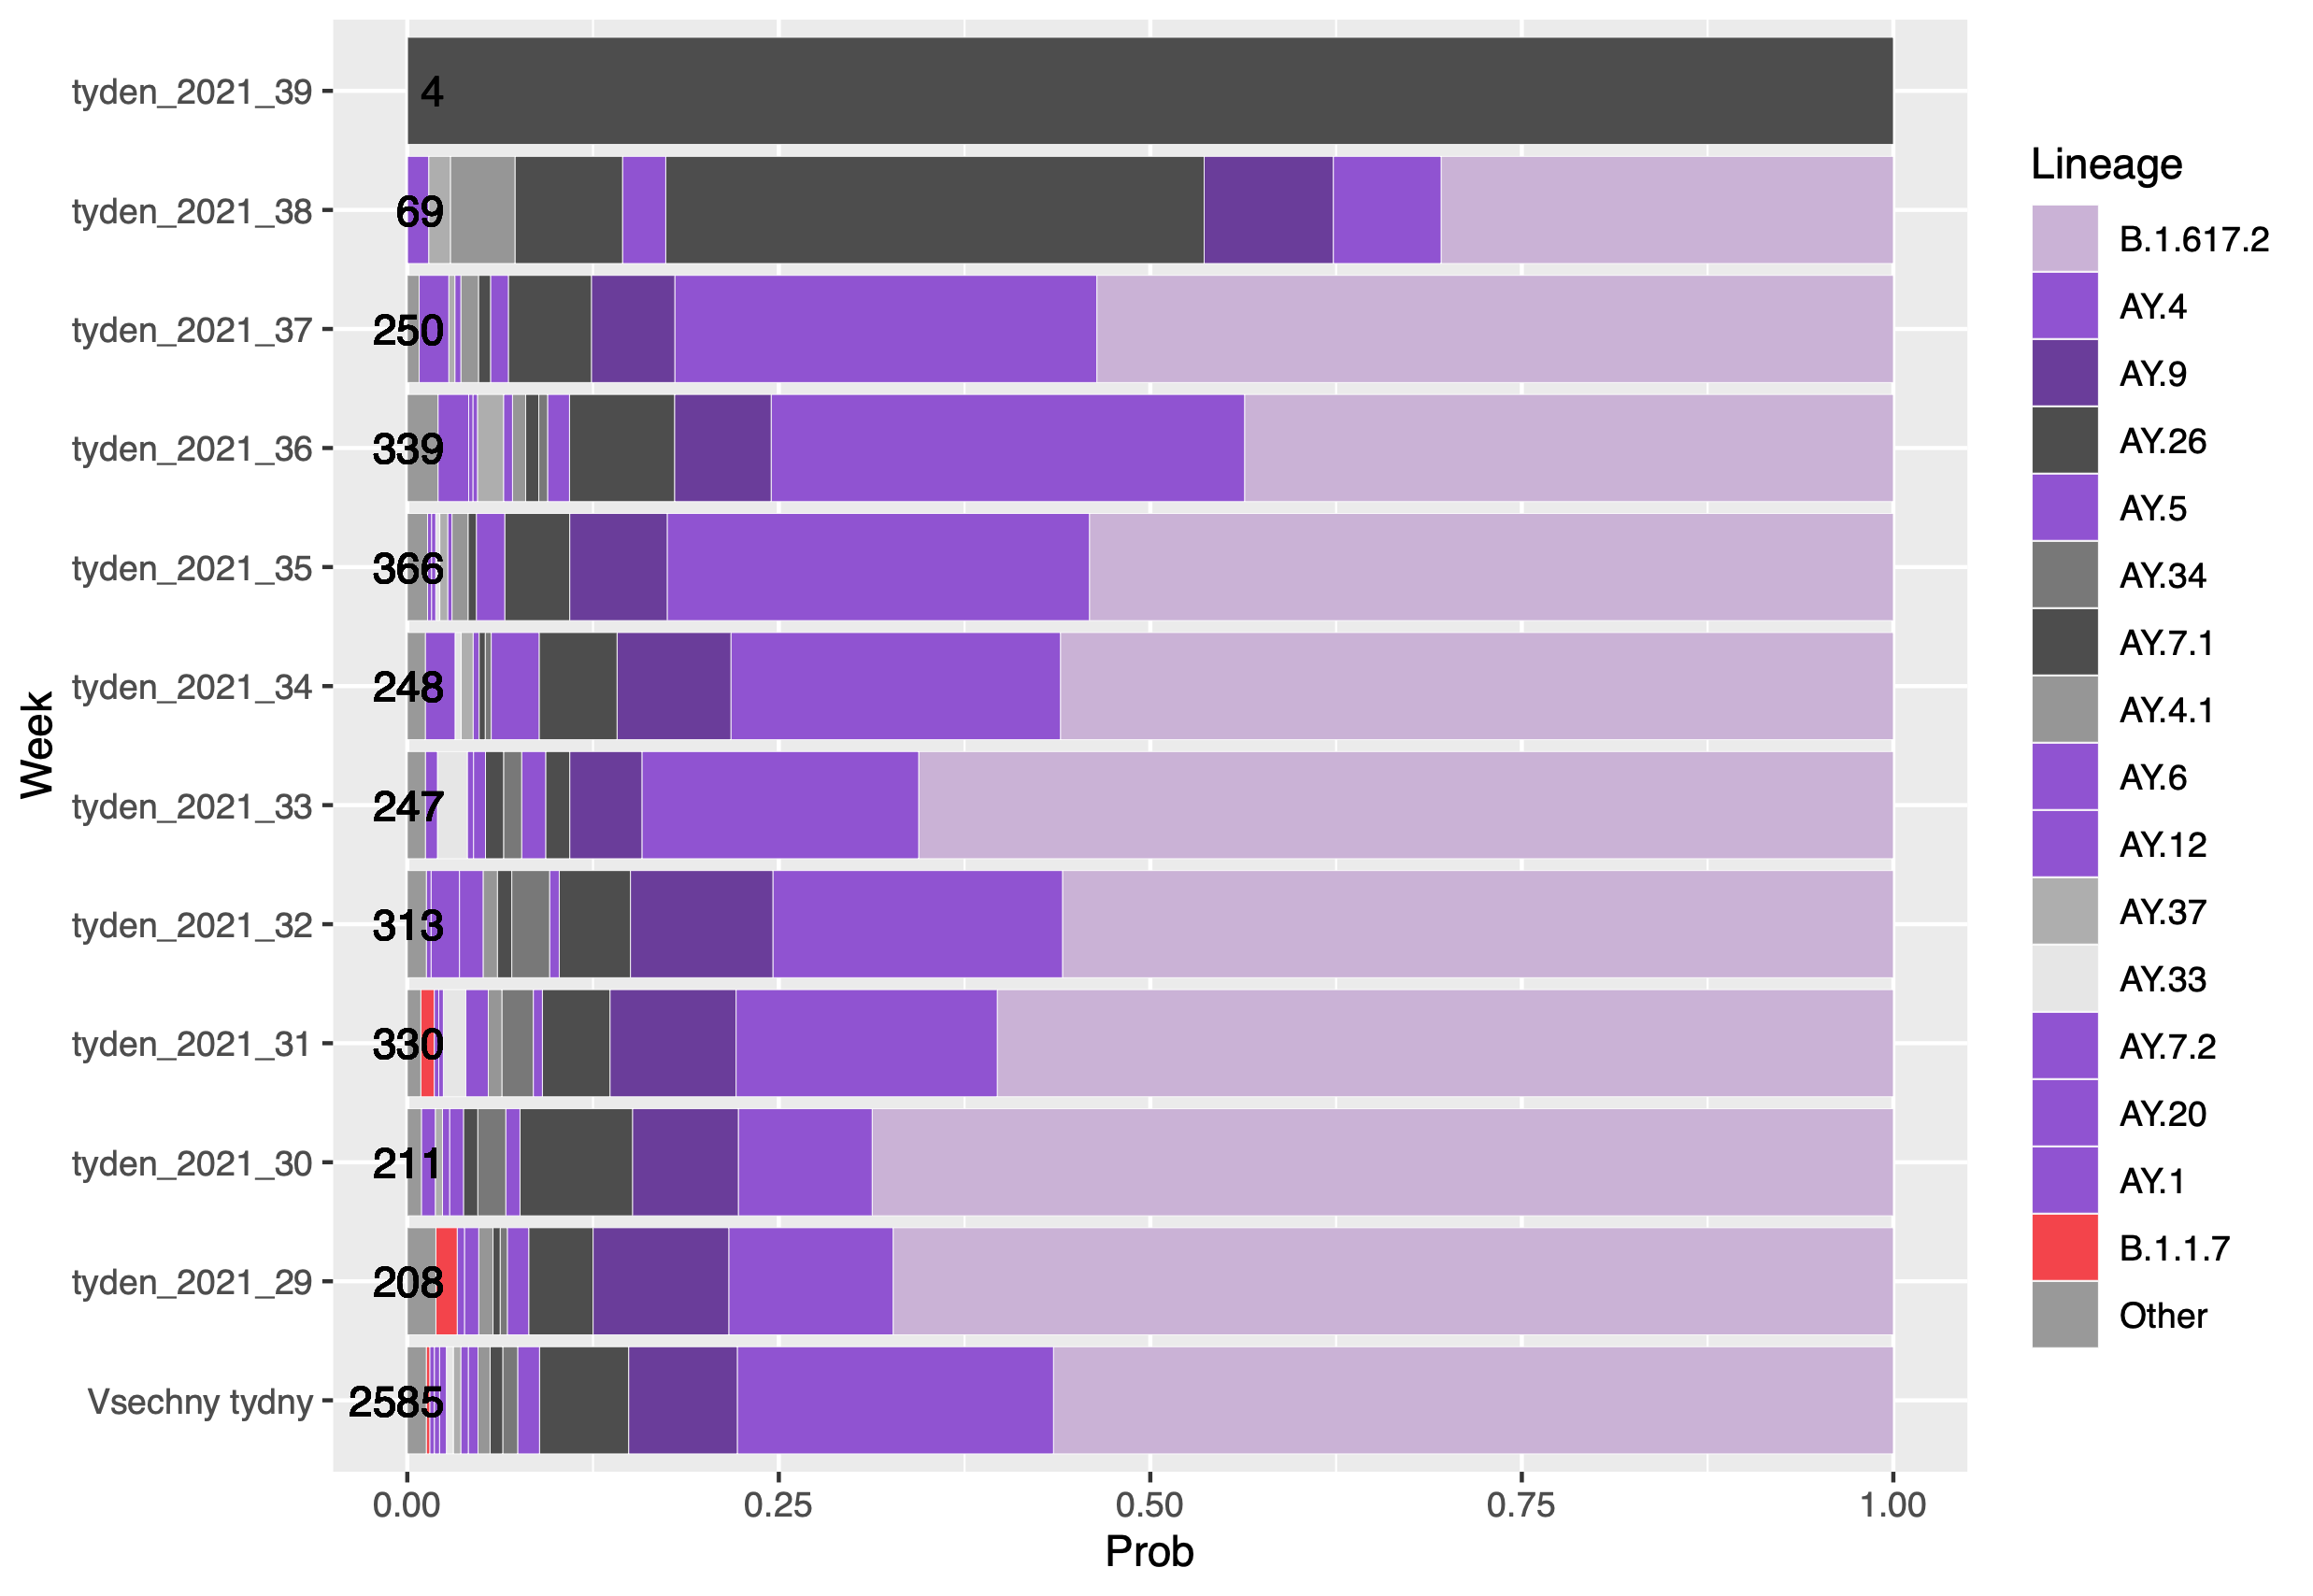 tyden_2021_39
4
tyden_2021_38
69
tyden_2021_37
250
tyden_2021_36
339
tyden_2021_35
366
tyden_2021_34
248
tyden_2021_33
247
tyden_2021_32
313
tyden_2021_31
330
tyden_2021_30
211
tyden_2021_29
208
Vsechny tydny
2585
Week
0.00
0.25
0.50
0.75
1.00
Prob
Lineage
B.1.617.2
AY.4
AY.9
AY.26
AY.5
AY.34
AY.7.1
AY.4.1
AY.6
AY.12
AY.37
AY.33
AY.7.2
AY.20
AY.1
B.1.1.7
Other